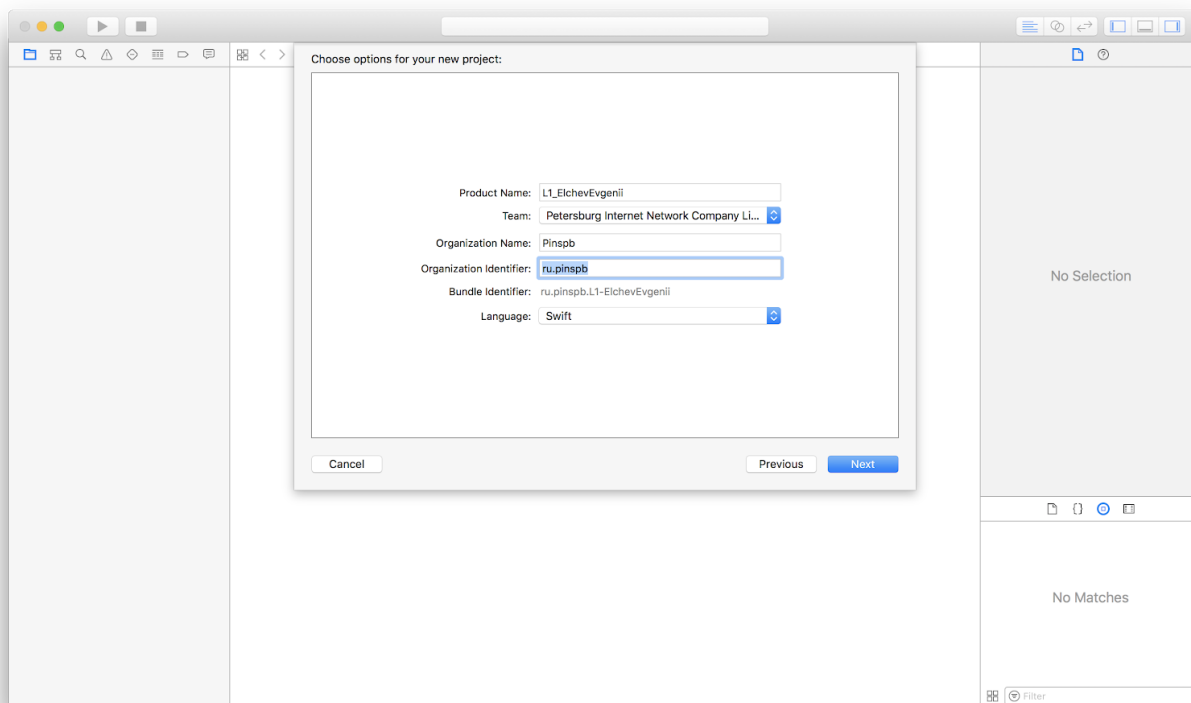 Choose options for your new project:
Product Name: L1_ElchevEvgenii
Team: Petersburg Internet Network Company Li...
Organization Name: Pinspb
Organization Identifier: ru.pinspb
Bundle Identifier: ru.pinspb.L1-ElchevEvgenii
Language: Swift
Cancel Previous Next
No Selection
No Matches
Filter